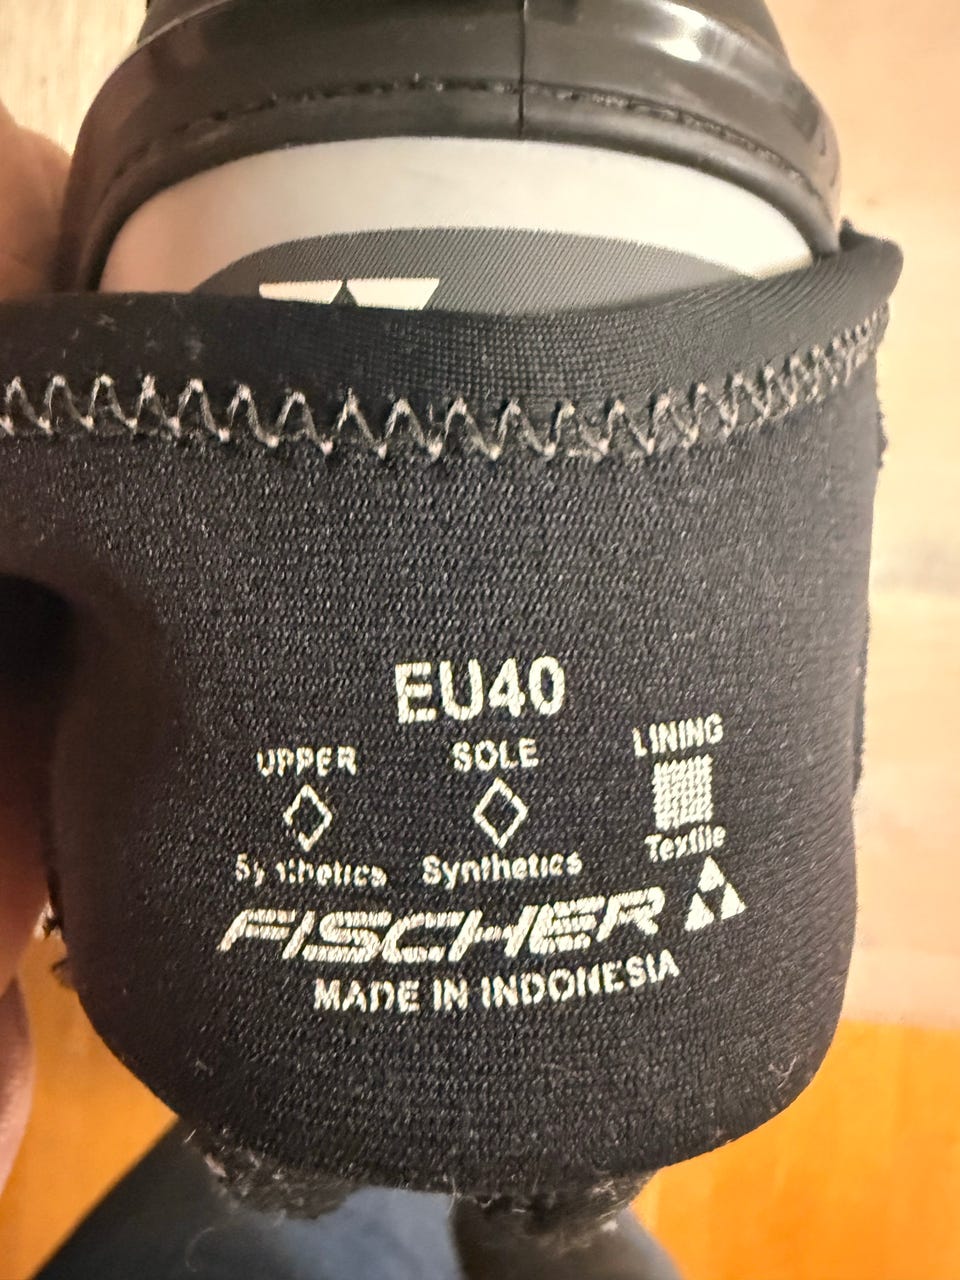 EU40
UPPER SOLE LINING
Synthetics Synthetics Textile
FISCHER
MADE IN INDONESIA